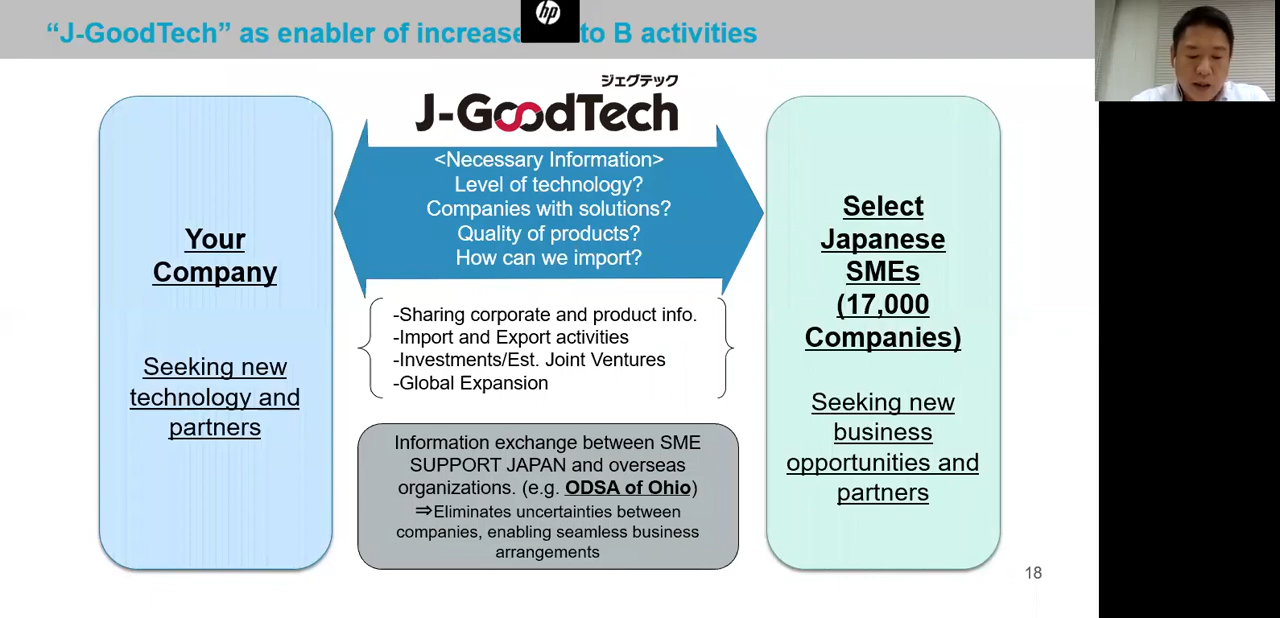 “J-GoodTech” as enabler of increase to B activities
hp
ジェグテック
J-GoodTech
<Necessary Information>
Level of technology?
Companies with solutions?
Quality of products?
How can we import?
Your
Company
Seeking new
technology and
partners
-Sharing corporate and product info.
-Import and Export activities
-Investments/Est. Joint Ventures
-Global Expansion
Information exchange between SME
SUPPORT JAPAN and overseas
organizations. (e.g. ODSA of Ohio)
⇒Eliminates uncertainties between
companies, enabling seamless business
arrangements
Select
Japanese
SMEs
(17,000
Companies)
Seeking new
business
opportunities and
partners
18